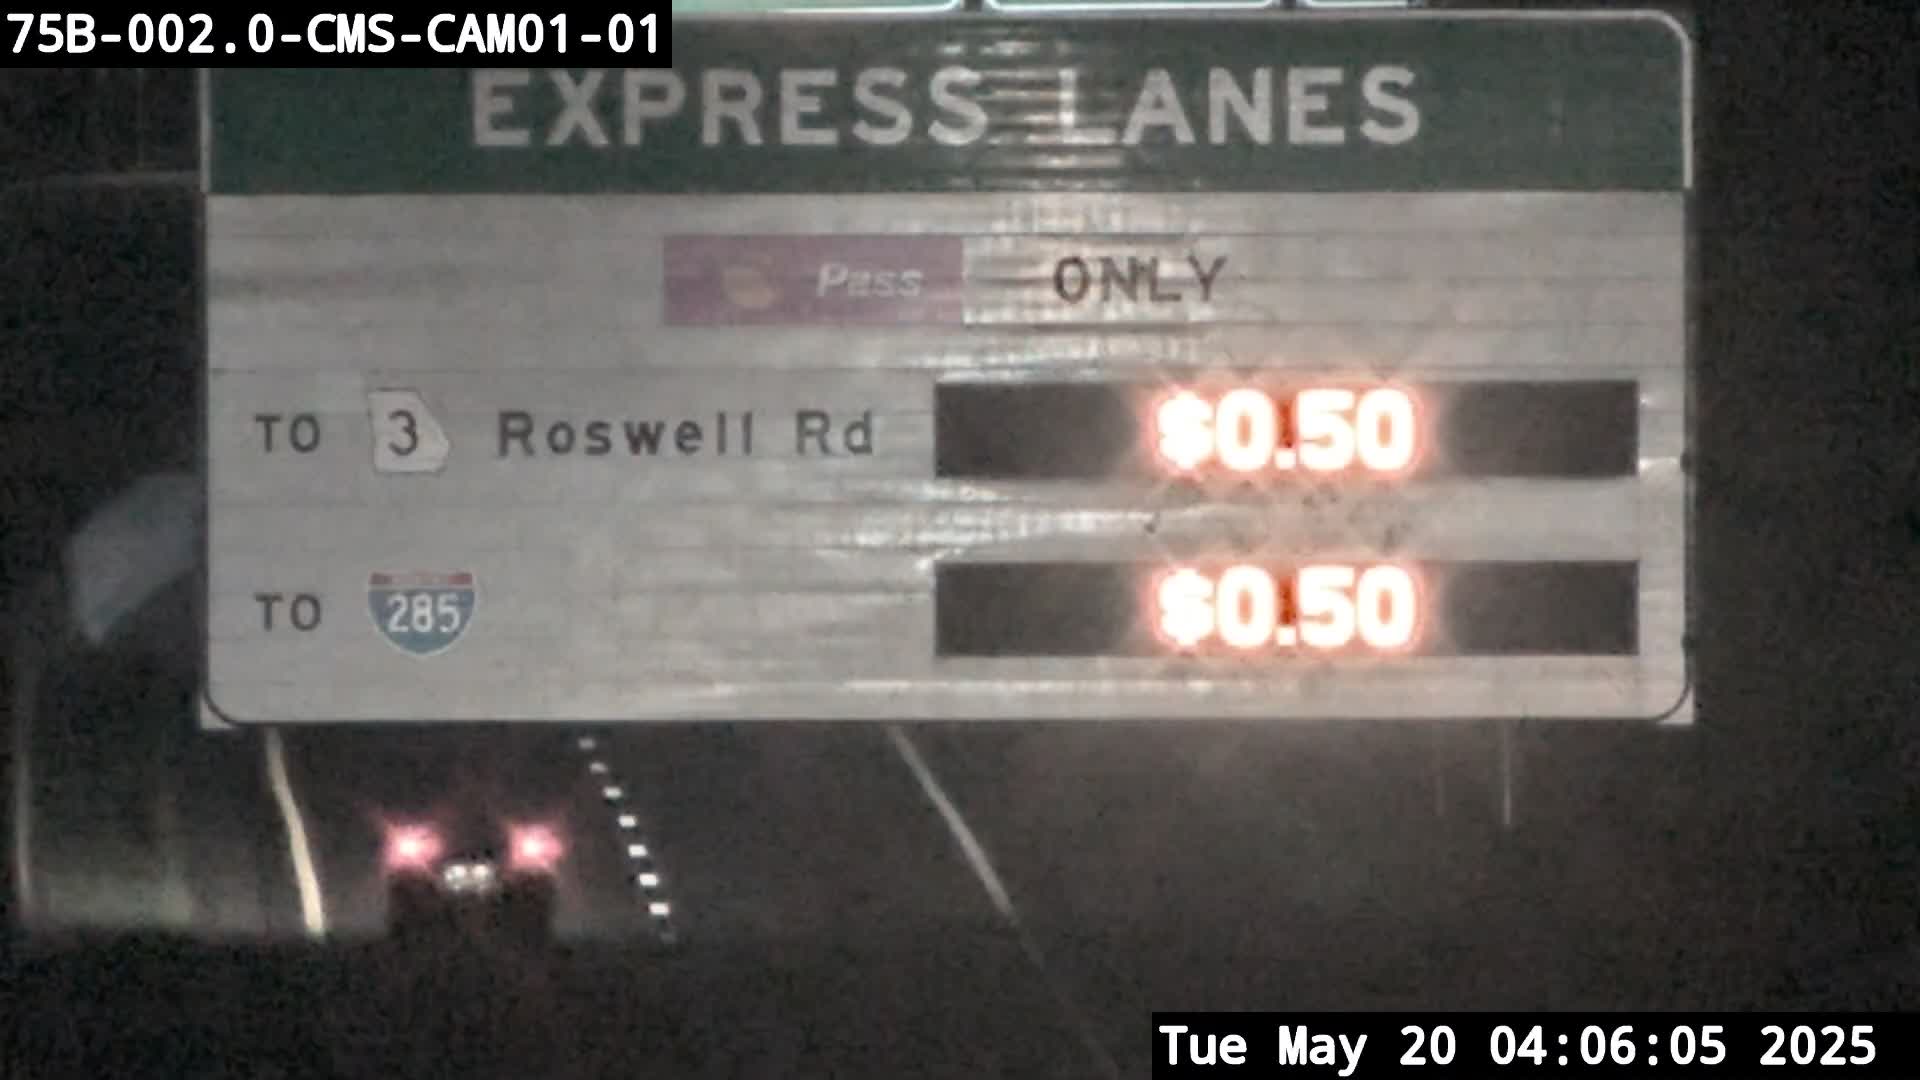 75B-002.0-CMS-CAM01-01
EXPRESS LANES
Pass ONLY
TO 3 Roswell Rd $0.50
TO 285 $0.50
Tue May 20 04:06:05 2025